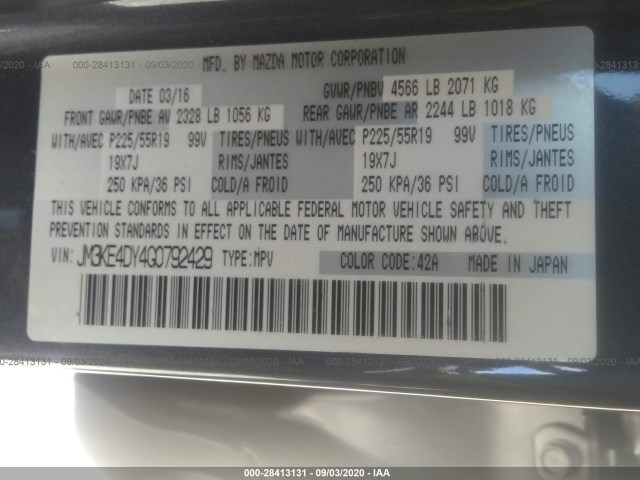 000-28413131 - 09/03/2020 - IAA
MFD. BY MAZDA MOTOR CORPORATION
DATE 03/16 GVWR/PNBV 4566 LB 2071 KG
FRONT GAWR/PNBE AV 2328 LB 1056 KG REAR GAWR/PNBE AR 2244 LB 1018 KG
WITH/AVEC P225/55R19 99V TIRES/PNEUS WITH/AVEC P225/55R19 99V TIRES/PNEUS
19X7J RIMS/JANTES 19X7J RIMS/JANTES
250 KPA/36 PSI COLD/A FROID 250 KPA/36 PSI COLD/A FROID
THIS VEHICLE CONFORMS TO ALL APPLICABLE FEDERAL MOTOR VEHICLE SAFETY AND THEFT
PREVENTION STANDARDS IN EFFECT ON THE DATE OF MANUFACTURE SHOWN ABOVE.
VIN: JM3KE4DY4G0792429 TYPE:MPV COLOR CODE:42A MADE IN JAPAN
000-28413131 - 09/03/2020 - IAA